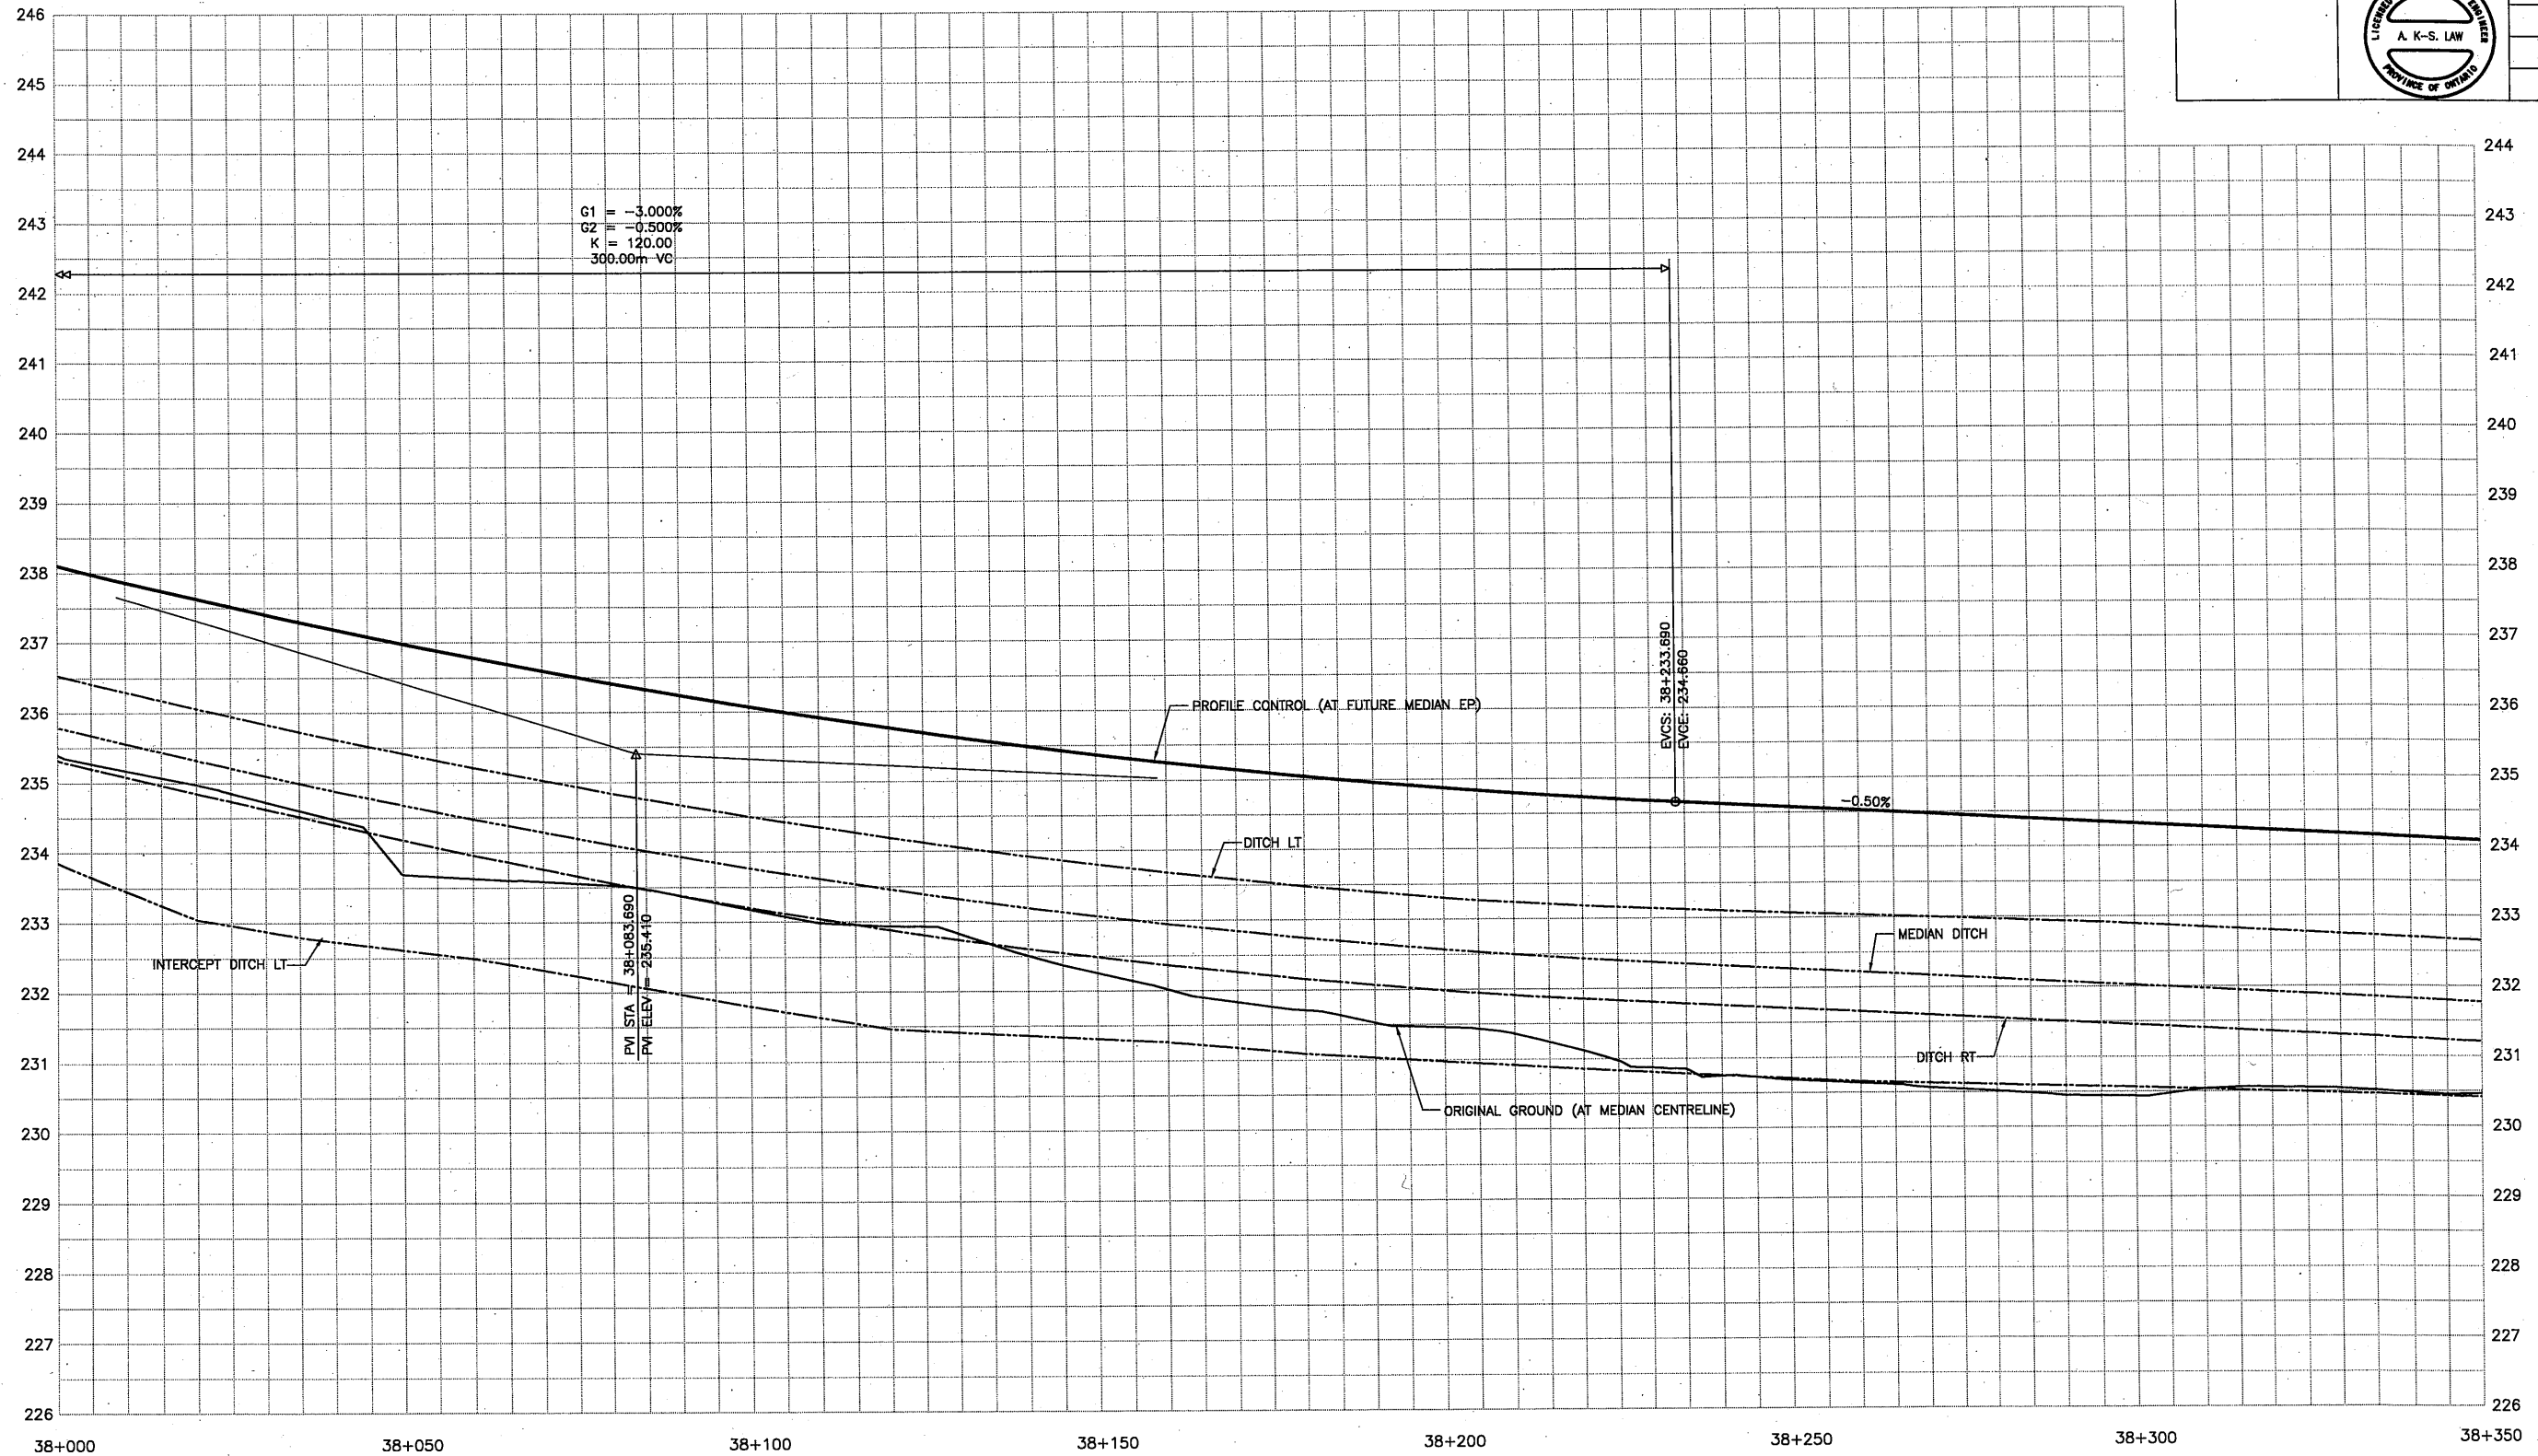 LICENSED
ENGINEER
A. K-S. LAW
PROVINCE OF ONTARIO
246
245
244
243
242
241
240
239
238
237
236
235
234
233
232
231
230
229
228
227
226
244
243
242
241
240
239
238
237
236
235
234
233
232
231
230
229
228
227
226
G1 = -3.000%
G2 = -0.500%
K = 120.00
300.00m VC
EVCS: 38+233.690
EVCE: 234.660
PROFILE CONTROL (AT FUTURE MEDIAN EP)
-0.50%
DITCH LT
MEDIAN DITCH
INTERCEPT DITCH LT
PVI STA = 38+083.690
PVI ELEV = 235.410
DITCH RT
ORIGINAL GROUND (AT MEDIAN CENTRELINE)
38+000
38+050
38+100
38+150
38+200
38+250
38+300
38+350